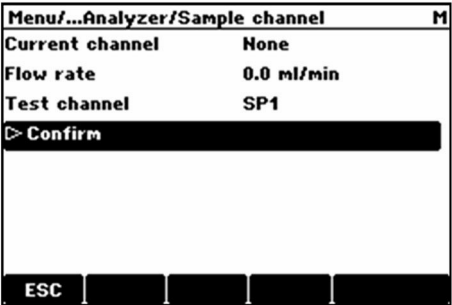 Menu/...Analyzer/Sample channel M
Current channel None
Flow rate 0.0 ml/min
Test channel SP1
▷ Confirm
ESC